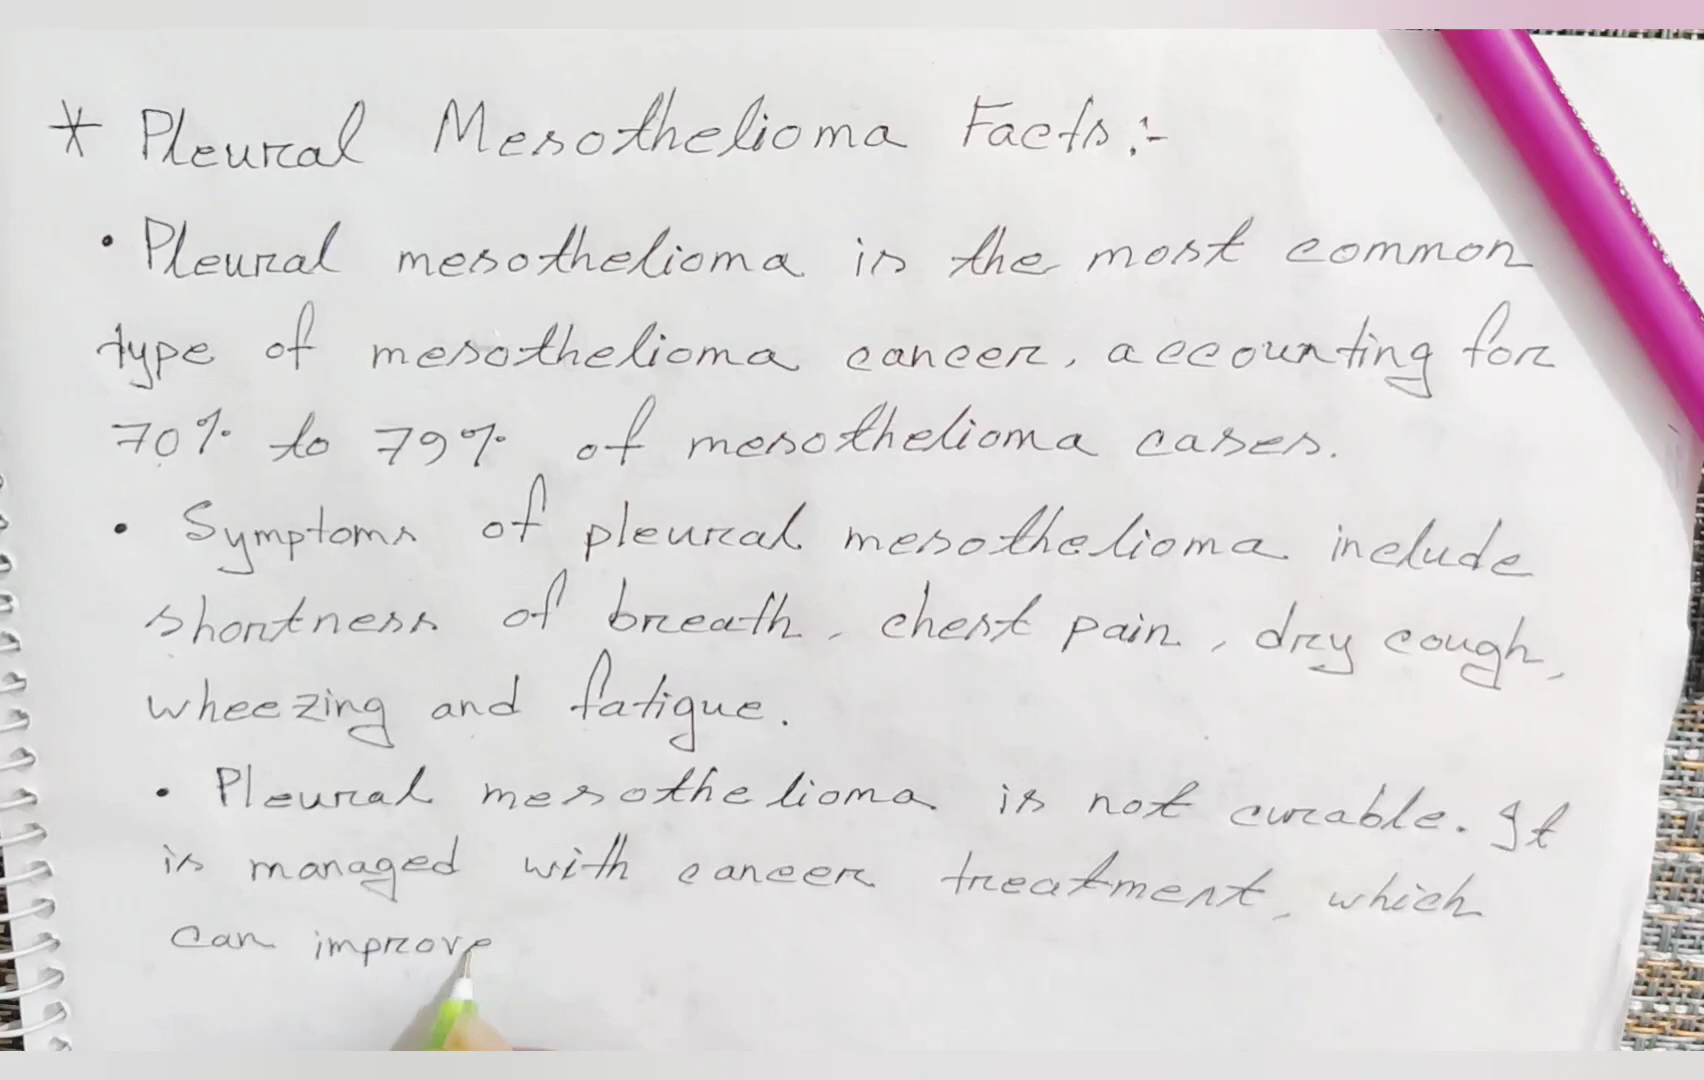 * Pleural Mesothelioma Facts:-
• Pleural mesothelioma is the most common
type of mesothelioma cancer, accounting for
70% to 79% of mesothelioma cases.
• Symptoms of pleural mesothelioma include
shortness of breath, chest pain, dry cough,
wheezing and fatigue.
• Pleural mesothelioma is not curable. It
is managed with cancer treatment, which
can improve